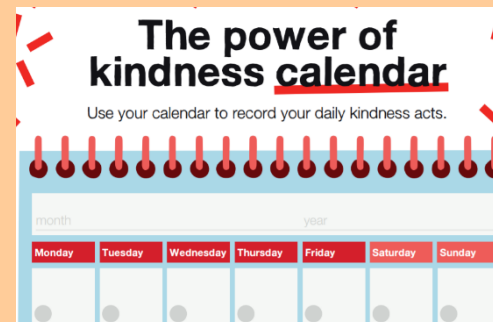 The power of
kindness calendar
Use your calendar to record your daily kindness acts.
month year
Monday Tuesday Wednesday Thursday Friday Saturday Sunday